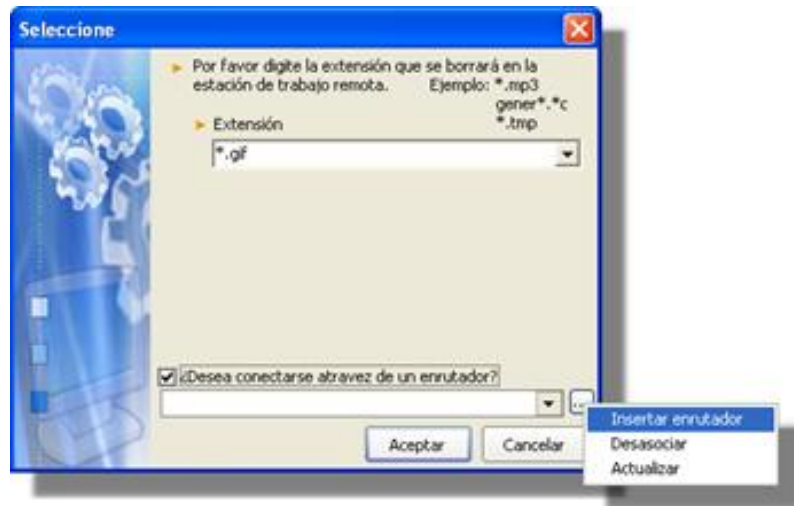 Seleccione
Por favor digite la extensión que se borrará en la
estación de trabajo remota. Ejemplo: *.mp3
gener*.*c
*.tmp
Extensión
*.gif
¿Desea conectarse atravez de un enrutador?
...
Aceptar
Cancelar
Insertar enrutador
Desasociar
Actualizar